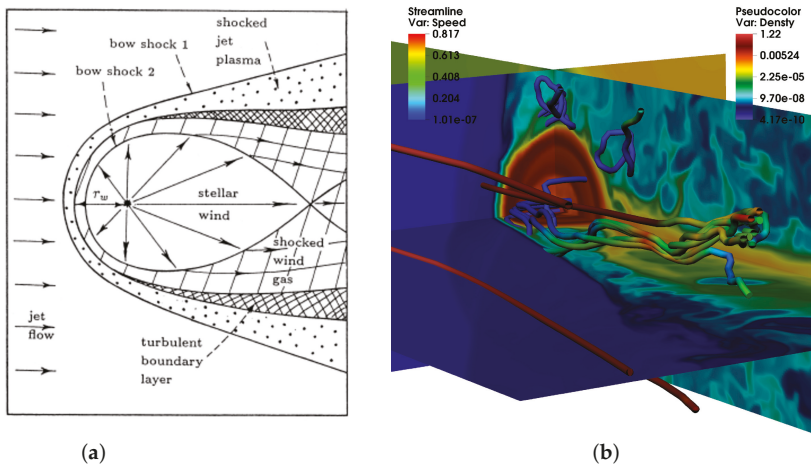 shocked
jet
plasma
bow shock 1
bow shock 2
r_w
stellar
wind
shocked
wind
gas
jet
flow
turbulent
boundary
layer
(a)
Streamline
Var: Speed
0.817
0.613
0.408
0.204
1.01e-07
Pseudocolor
Var: Density
1.22
0.00524
2.25e-05
9.70e-08
4.17e-10
(b)